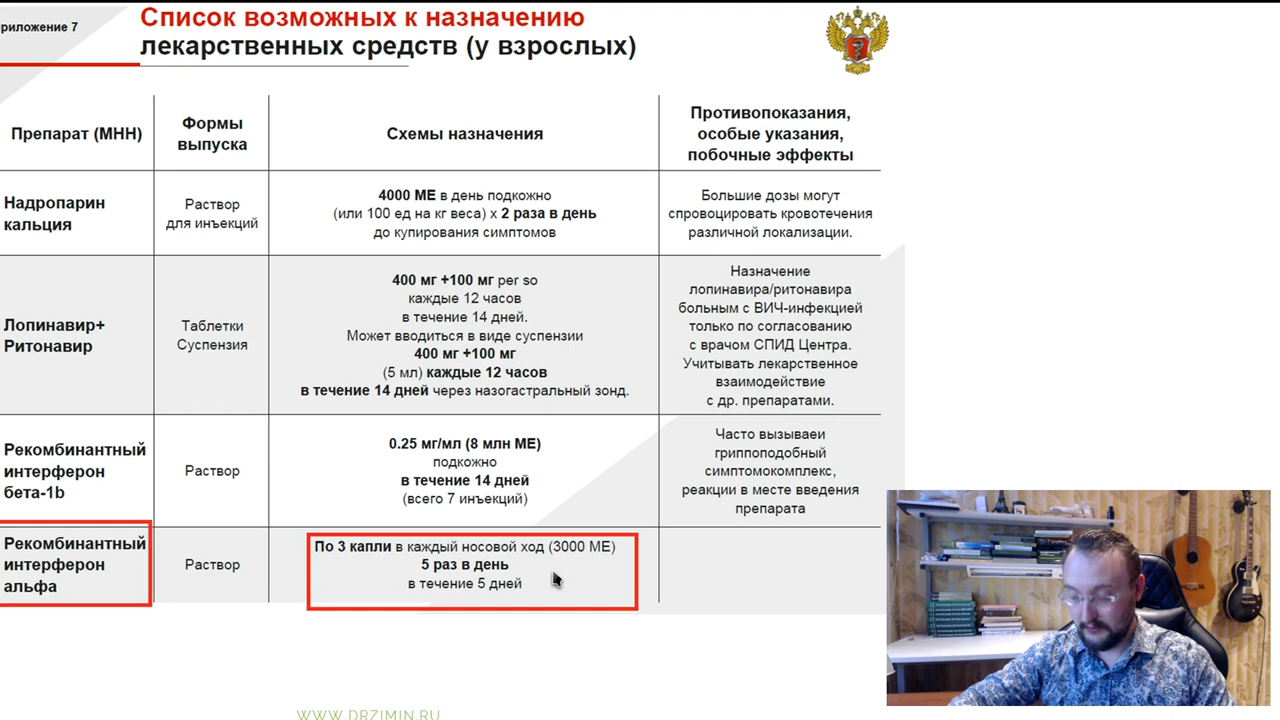 риложение 7
Список возможных к назначению
лекарственных средств (у взрослых)
Препарат (МНН)
Формы
выпуска
Схемы назначения
Противопоказания,
особые указания,
побочные эффекты
Надропарин
кальция
Раствор
для инъекций
4000 МЕ в день подкожно
(или 100 ед на кг веса) x 2 раза в день
до купирования симптомов
Большие дозы могут
спровоцировать кровотечения
различной локализации.
Лопинавир+
Ритонавир
Таблетки
Суспензия
400 мг +100 мг per so
каждые 12 часов
в течение 14 дней.
Может вводиться в виде суспензии
400 мг +100 мг
(5 мл) каждые 12 часов
в течение 14 дней через назогастральный зонд.
Назначение
лопинавира/ритонавира
больным с ВИЧ-инфекцией
только по согласованию
с врачом СПИД Центра.
Учитывать лекарственное
взаимодействие
с др. препаратами.
Рекомбинантный
интерферон
бета-1b
Раствор
0.25 мг/мл (8 млн МЕ)
подкожно
в течение 14 дней
(всего 7 инъекций)
Часто вызываеи
гриппоподобный
симптомокомплекс,
реакции в месте введения
препарата
Рекомбинантный
интерферон
альфа
Раствор
По 3 капли в каждый носовой ход (3000 МЕ)
5 раз в день
в течение 5 дней
WWW.DRZIMIN.RU